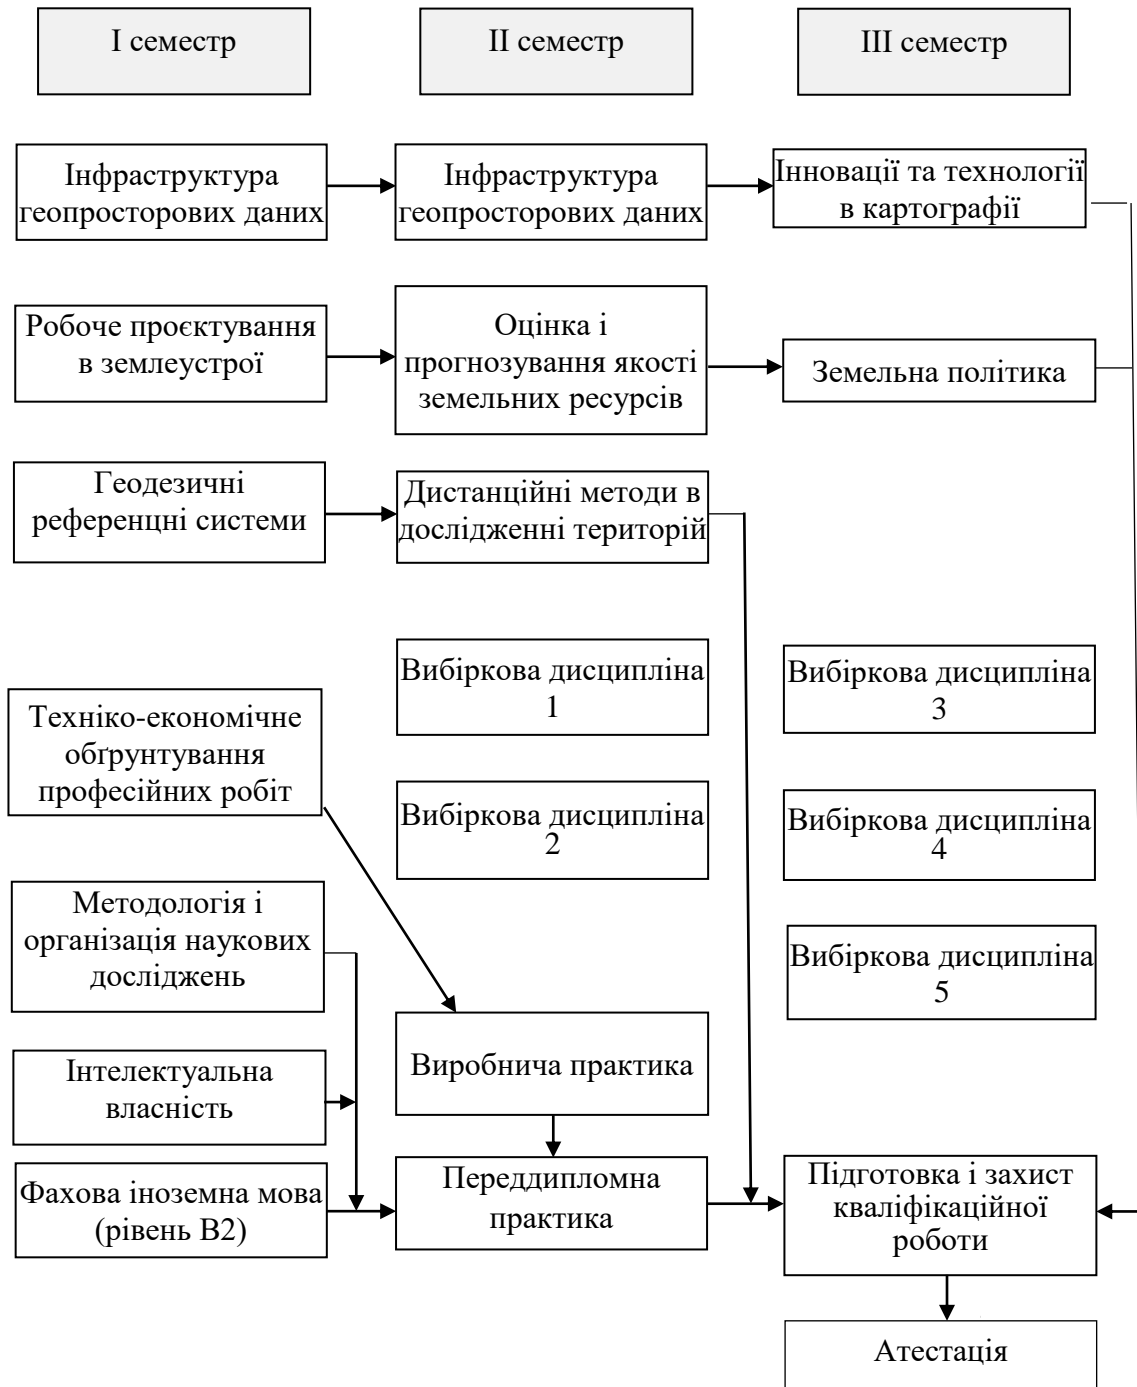 I семестр
II семестр
III семестр
Інфраструктура
геопросторових даних
Інфраструктура
геопросторових даних
Інновації та технології
в картографії
Робоче проєктування
в землеустрої
Оцінка і
прогнозування якості
земельних ресурсів
Земельна політика
Геодезичні
референцні системи
Дистанційні методи в
дослідженні територій
Вибіркова дисципліна
1
Вибіркова дисципліна
3
Техніко-економічне
обґрунтування
професійних робіт
Вибіркова дисципліна
2
Вибіркова дисципліна
4
Методологія і
організація наукових
досліджень
Вибіркова дисципліна
5
Виробнича практика
Інтелектуальна
власність
Фахова іноземна мова
(рівень В2)
Переддипломна
практика
Підготовка і захист
кваліфікаційної
роботи
Атестація